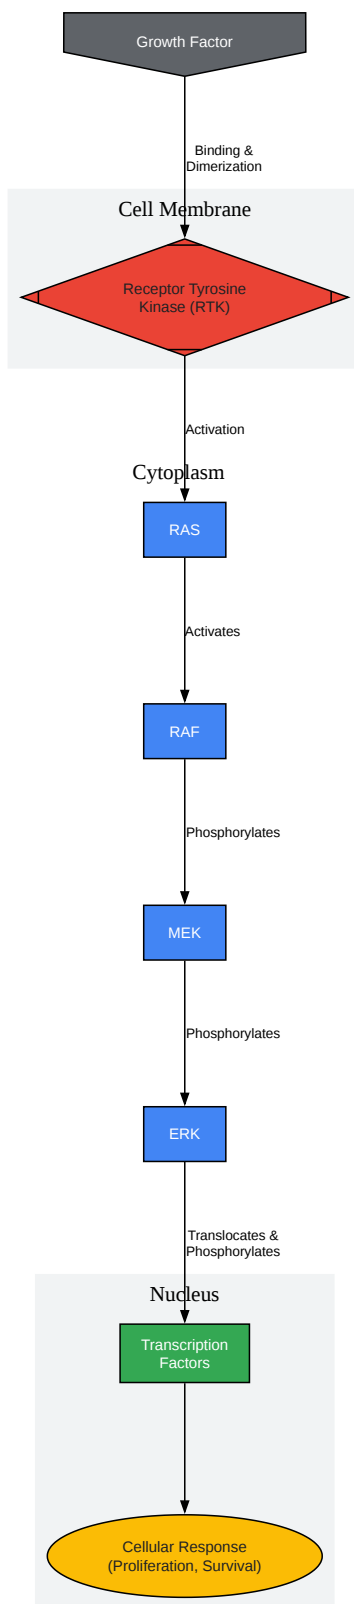 Growth Factor
Binding &
Dimerization
Cell Membrane
Receptor Tyrosine
Kinase (RTK)
Activation
Cytoplasm
RAS
Activates
RAF
Phosphorylates
MEK
Phosphorylates
ERK
Translocates &
Phosphorylates
Nucleus
Transcription
Factors
Cellular Response
(Proliferation, Survival)